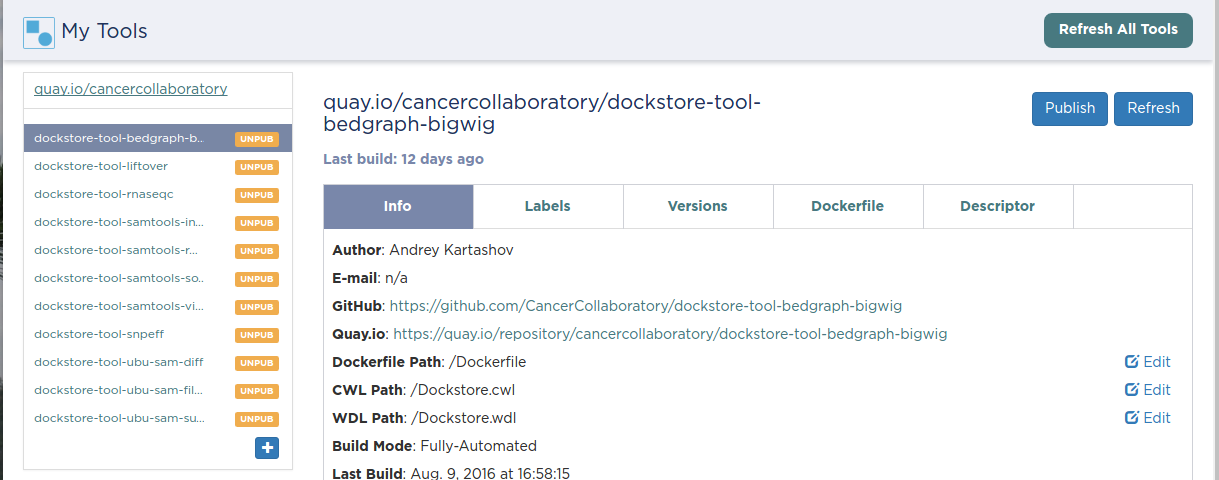 My Tools
Refresh All Tools
quay.io/cancercollaboratory
dockstore-tool-bedgraph-b... UNPUB
dockstore-tool-liftover UNPUB
dockstore-tool-rnaseqc UNPUB
dockstore-tool-samtools-in... UNPUB
dockstore-tool-samtools-r... UNPUB
dockstore-tool-samtools-so.. UNPUB
dockstore-tool-samtools-vi... UNPUB
dockstore-tool-snpeff UNPUB
dockstore-tool-ubu-sam-diff UNPUB
dockstore-tool-ubu-sam-fil... UNPUB
dockstore-tool-ubu-sam-su... UNPUB
quay.io/cancercollaboratory/dockstore-tool-
bedgraph-bigwig
Publish Refresh
Last build: 12 days ago
Info Labels Versions Dockerfile Descriptor
Author: Andrey Kartashov
E-mail: n/a
GitHub: https://github.com/CancerCollaboratory/dockstore-tool-bedgraph-bigwig
Quay.io: https://quay.io/repository/cancercollaboratory/dockstore-tool-bedgraph-bigwig
Dockerfile Path: /Dockerfile Edit
CWL Path: /Dockstore.cwl Edit
WDL Path: /Dockstore.wdl Edit
Build Mode: Fully-Automated
Last Build: Aug. 9, 2016 at 16:58:15